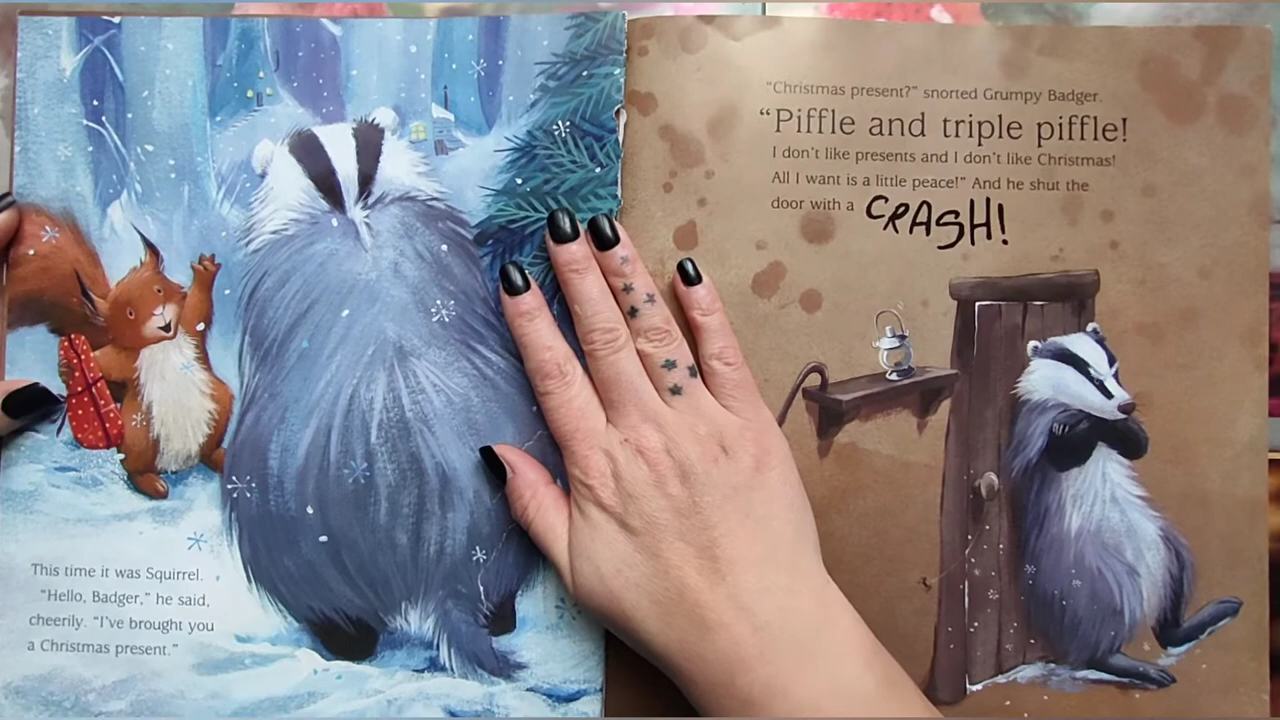 This time it was Squirrel.
"Hello, Badger," he said,
cheerily. "I've brought you
a Christmas present."
"Christmas present?" snorted Grumpy Badger.
"Piffle and triple piffle!
I don't like presents and I don't like Christmas!
All I want is a little peace!" And he shut the
door with a CRASH!